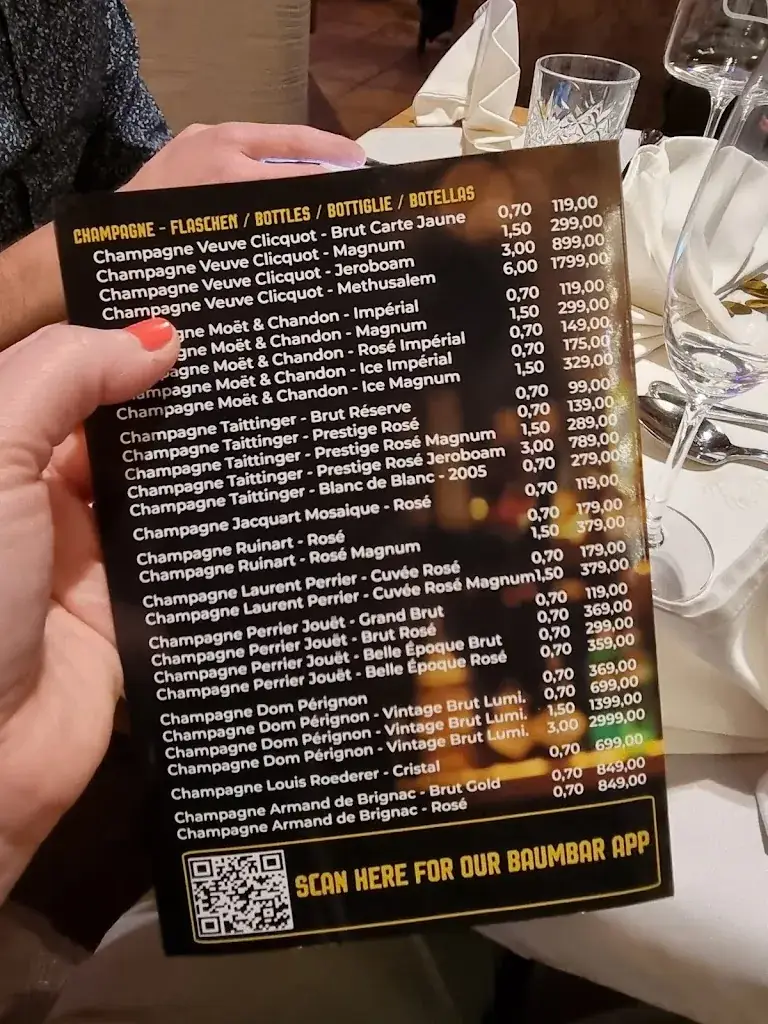 CHAMPAGNE - FLASCHEN / BOTTLES / BOTTIGLIE / BOTELLAS
Champagne Veuve Clicquot - Brut Carte Jaune 0,70 119,00
Champagne Veuve Clicquot - Magnum 1,50 299,00
Champagne Veuve Clicquot - Jeroboam 3,00 899,00
Champagne Veuve Clicquot - Methusalem 6,00 1799,00
gne Moët & Chandon - Impérial 0,70 119,00
gne Moët & Chandon - Magnum 1,50 299,00
agne Moët & Chandon - Rosé Impérial 0,70 149,00
ampagne Moët & Chandon - Ice Impérial 0,70 175,00
Champagne Moët & Chandon - Ice Magnum 1,50 329,00
Champagne Taittinger - Brut Réserve 0,70 99,00
Champagne Taittinger - Prestige Rosé 0,70 139,00
Champagne Taittinger - Prestige Rosé Magnum 1,50 289,00
Champagne Taittinger - Prestige Rosé Jeroboam 3,00 789,00
Champagne Taittinger - Blanc de Blanc - 2005 0,70 279,00
Champagne Jacquart Mosaique - Rosé 0,70 119,00
Champagne Ruinart - Rosé 0,70 179,00
Champagne Ruinart - Rosé Magnum 1,50 379,00
Champagne Laurent Perrier - Cuvée Rosé 0,70 179,00
Champagne Laurent Perrier - Cuvée Rosé Magnum 1,50 379,00
Champagne Perrier Jouët - Grand Brut 0,70 119,00
Champagne Perrier Jouët - Brut Rosé 0,70 369,00
Champagne Perrier Jouët - Belle Époque Brut 0,70 299,00
Champagne Perrier Jouët - Belle Époque Rosé 0,70 359,00
Champagne Dom Pérignon 0,70 369,00
Champagne Dom Pérignon - Vintage Brut Lumi. 0,70 699,00
Champagne Dom Pérignon - Vintage Brut Lumi. 1,50 1399,00
Champagne Dom Pérignon - Vintage Brut Lumi. 3,00 2999,00
Champagne Louis Roederer - Cristal 0,70 699,00
Champagne Armand de Brignac - Brut Gold 0,70 849,00
Champagne Armand de Brignac - Rosé 0,70 849,00
SCAN HERE FOR OUR BAUMBAR APP